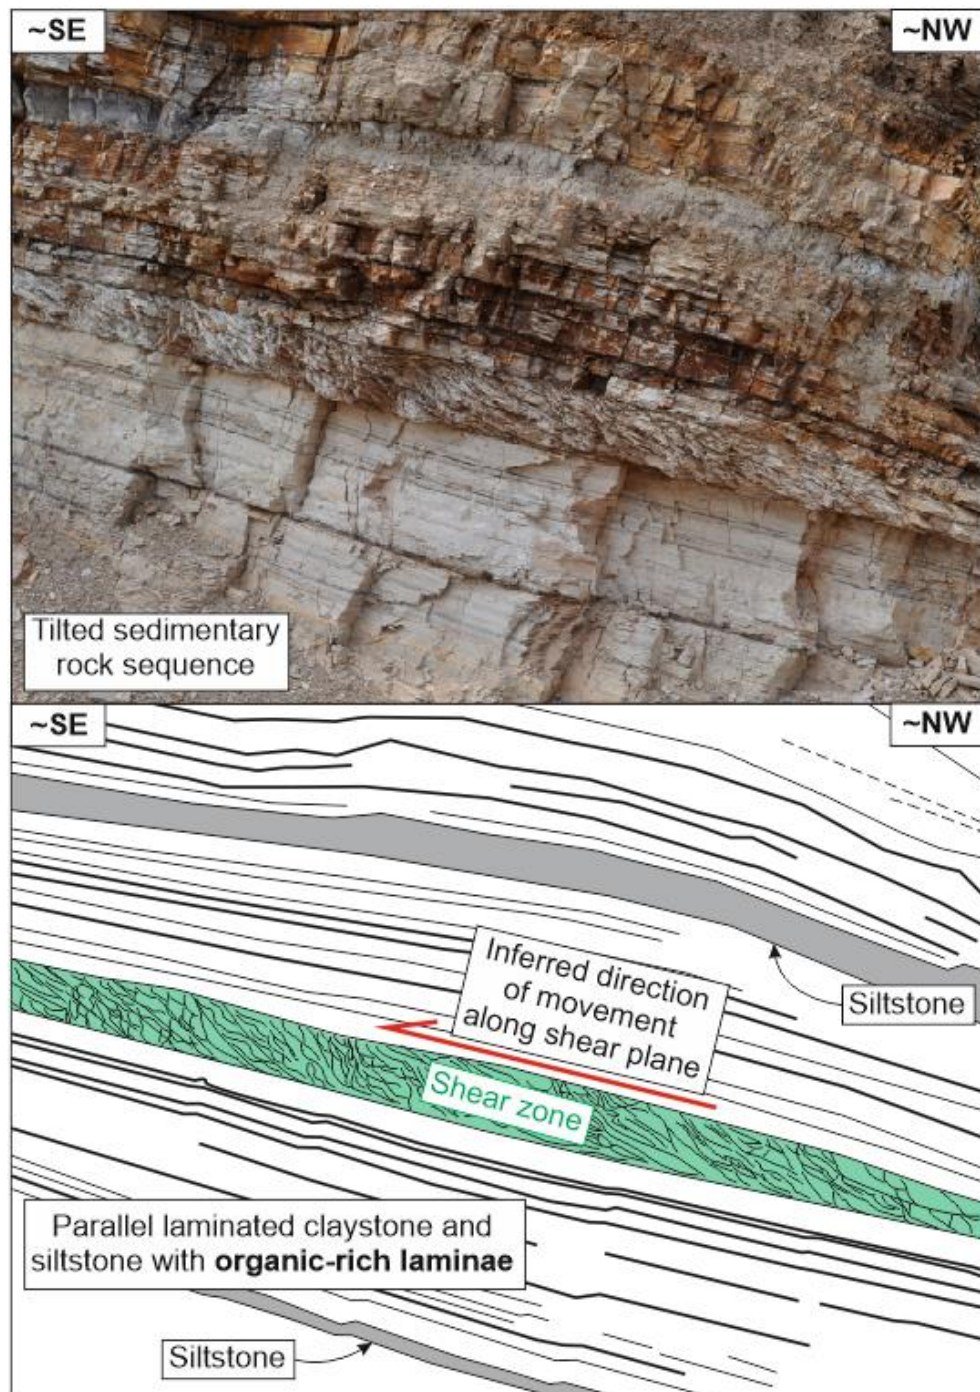 ~SE
~NW
Tilted sedimentary
rock sequence
~SE
~NW
Inferred direction
of movement
along shear plane
Siltstone
Shear zone
Parallel laminated claystone and
siltstone with organic-rich laminae
Siltstone